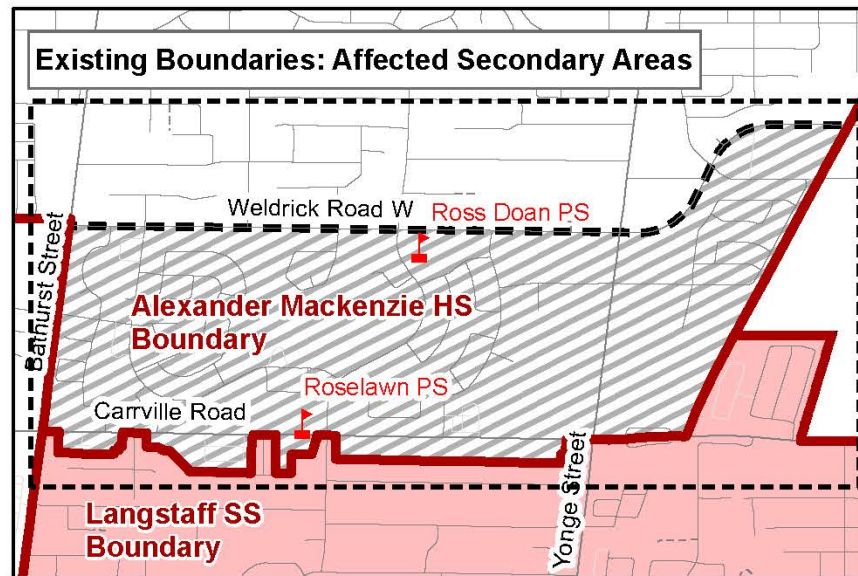 Existing Boundaries: Affected Secondary Areas
Weldrick Road W
Ross Doan PS
Bathurst Street
Alexander Mackenzie HS
Boundary
Roselawn PS
Carrville Road
Yonge Street
Langstaff SS
Boundary